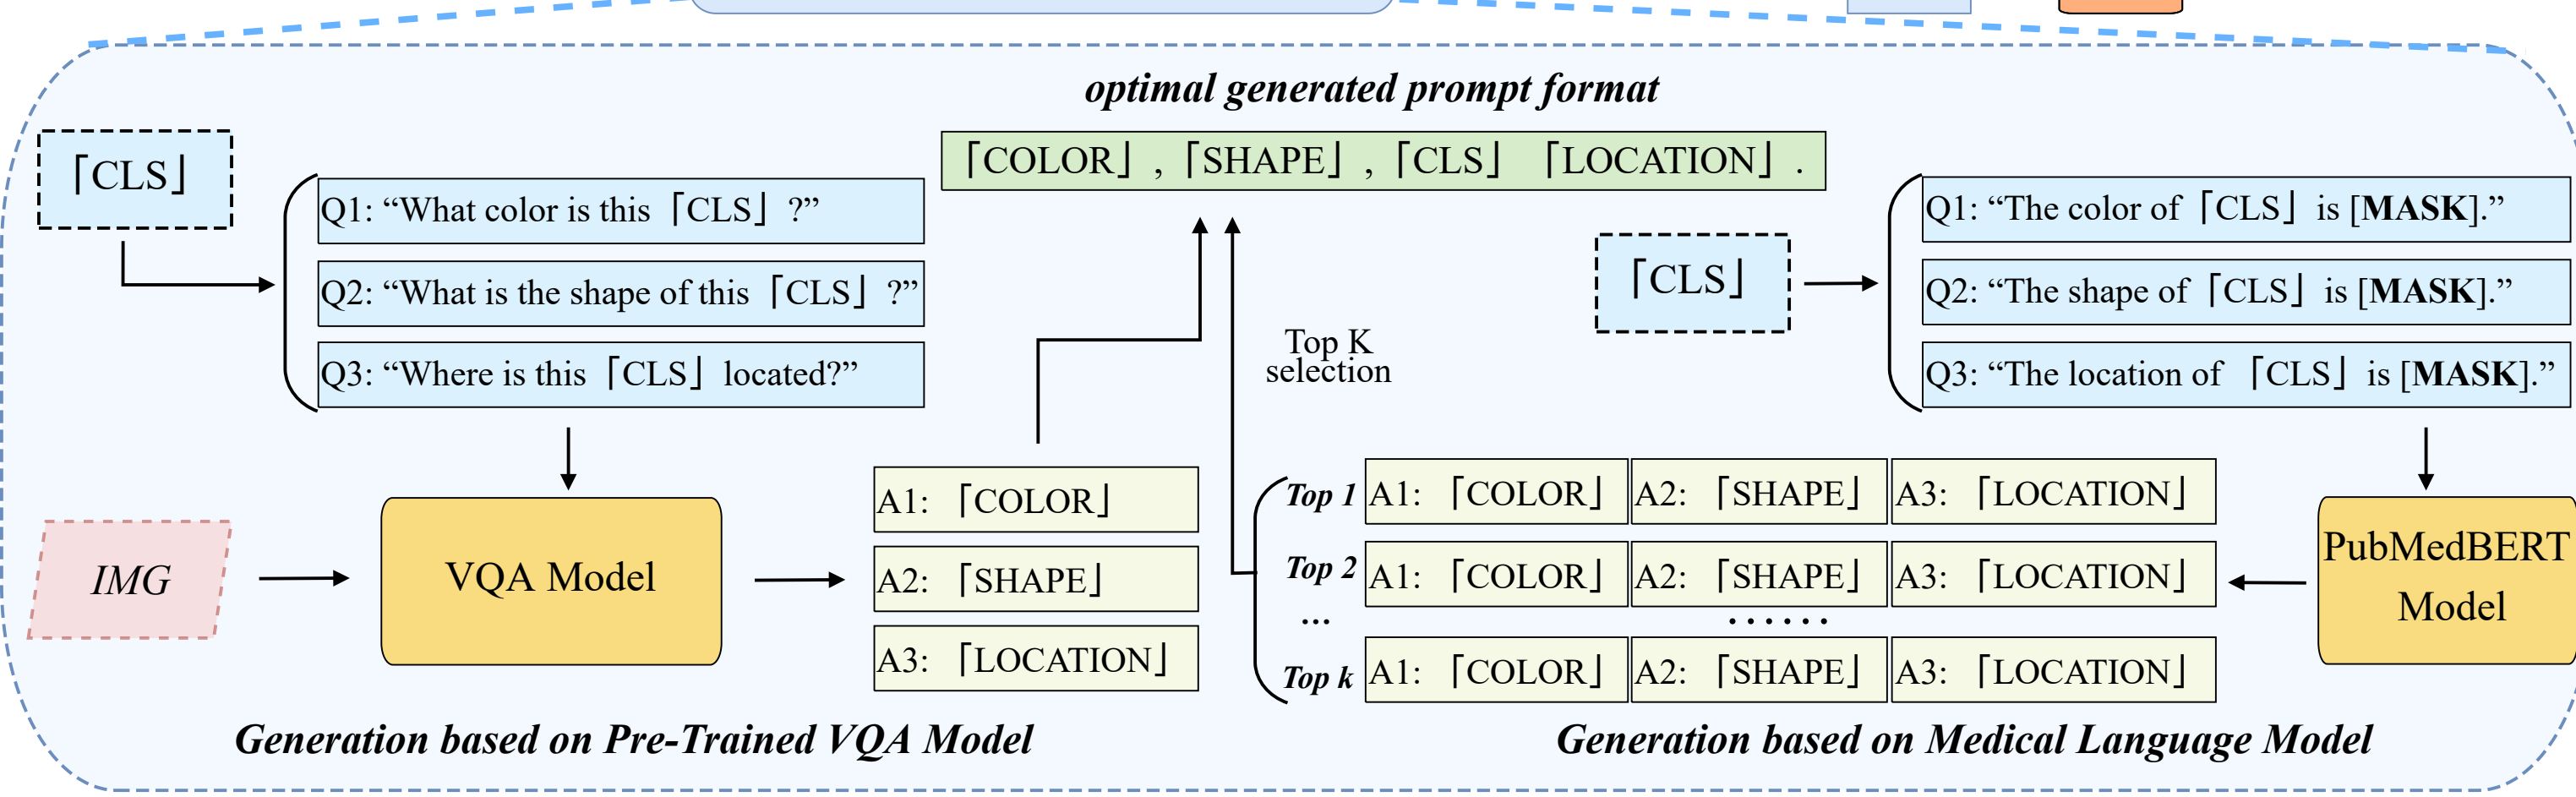 optimal generated prompt format
⌈COLOR⌋ , ⌈SHAPE⌋ , ⌈CLS⌋ ⌈LOCATION⌋ .
⌈CLS⌋
Q1: “What color is this ⌈CLS⌋ ?”
Q2: “What is the shape of this ⌈CLS⌋ ?”
Q3: “Where is this ⌈CLS⌋ located?”
IMG
VQA Model
A1: ⌈COLOR⌋
A2: ⌈SHAPE⌋
A3: ⌈LOCATION⌋
Generation based on Pre-Trained VQA Model
Top K
selection
⌈CLS⌋
Q1: “The color of ⌈CLS⌋ is [MASK].”
Q2: “The shape of ⌈CLS⌋ is [MASK].”
Q3: “The location of ⌈CLS⌋ is [MASK].”
PubMedBERT
Model
Top 1 A1: ⌈COLOR⌋ A2: ⌈SHAPE⌋ A3: ⌈LOCATION⌋
Top 2 A1: ⌈COLOR⌋ A2: ⌈SHAPE⌋ A3: ⌈LOCATION⌋
... ......
Top k A1: ⌈COLOR⌋ A2: ⌈SHAPE⌋ A3: ⌈LOCATION⌋
Generation based on Medical Language Model